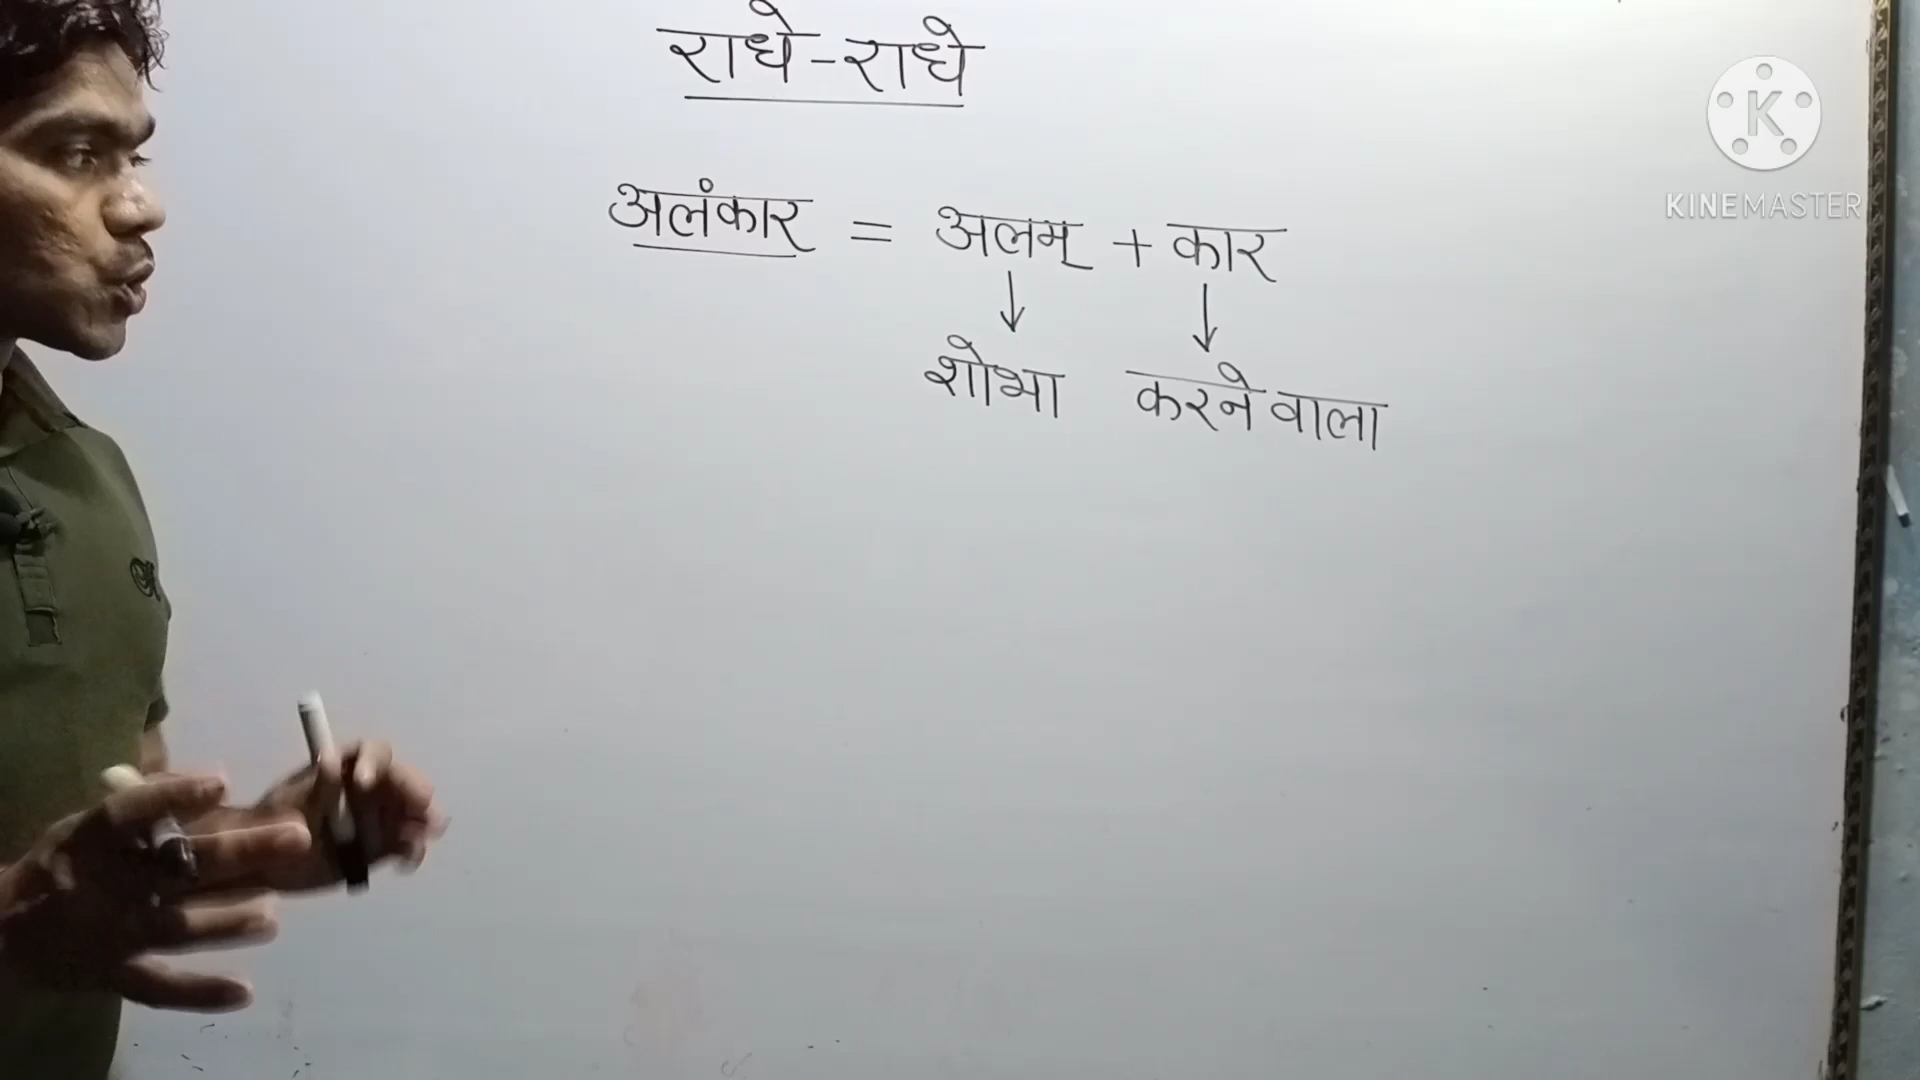 राधे-राधे
अलंकार = अलम् + कार
↓ ↓
शोभा करने वाला
K
KINEMASTER